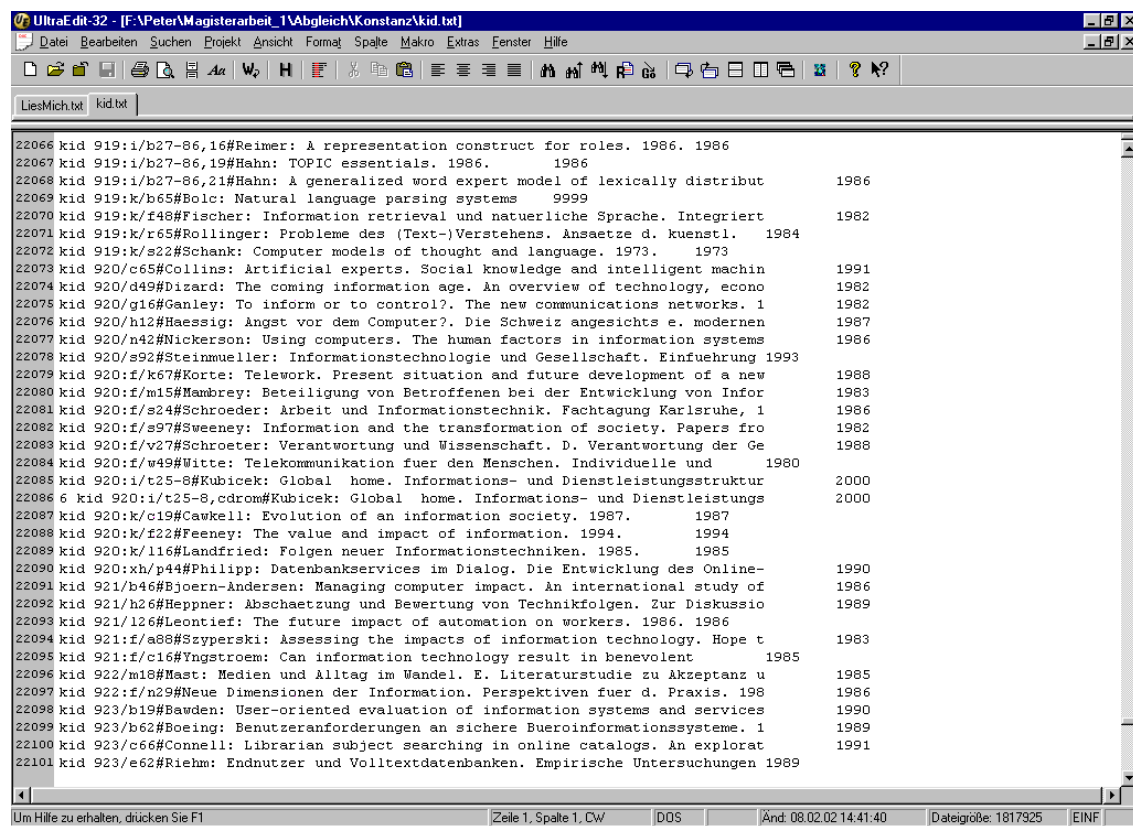 UltraEdit-32 - [F:\Peter\Magisterarbeit_1\Abgleich\Konstanz\kid.txt]
Datei Bearbeiten Suchen Projekt Ansicht Format Spalte Makro Extras Fenster Hilfe
LiesMich.txt kid.txt
22066 kid 919:i/b27-86,16#Reimer: A representation construct for roles. 1986. 1986
22067 kid 919:i/b27-86,19#Hahn: TOPIC essentials. 1986. 1986
22068 kid 919:i/b27-86,21#Hahn: A generalized word expert model of lexically distribut 1986
22069 kid 919:k/b65#Bolc: Natural language parsing systems 9999
22070 kid 919:k/f48#Fischer: Information retrieval und natuerliche Sprache. Integriert 1982
22071 kid 919:k/r65#Rollinger: Probleme des (Text-)Verstehens. Ansaetze d. kuenstl. 1984
22072 kid 919:k/s22#Schank: Computer models of thought and language. 1973. 1973
22073 kid 920/c65#Collins: Artificial experts. Social knowledge and intelligent machin 1991
22074 kid 920/d49#Dizard: The coming information age. An overview of technology, econo 1982
22075 kid 920/g16#Ganley: To inform or to control?. The new communications networks. 1 1982
22076 kid 920/h12#Haessig: Angst vor dem Computer?. Die Schweiz angesichts e. modernen 1987
22077 kid 920/n42#Nickerson: Using computers. The human factors in information systems 1986
22078 kid 920/s92#Steinmueller: Informationstechnologie und Gesellschaft. Einfuehrung 1993
22079 kid 920:f/k67#Korte: Telework. Present situation and future development of a new 1988
22080 kid 920:f/m15#Mambrey: Beteiligung von Betroffenen bei der Entwicklung von Infor 1983
22081 kid 920:f/s24#Schroeder: Arbeit und Informationstechnik. Fachtagung Karlsruhe, 1 1986
22082 kid 920:f/s97#Sweeney: Information and the transformation of society. Papers fro 1982
22083 kid 920:f/v27#Schroeter: Verantwortung und Wissenschaft. D. Verantwortung der Ge 1988
22084 kid 920:f/w49#Witte: Telekommunikation fuer den Menschen. Individuelle und 1980
22085 kid 920:i/t25-8#Kubicek: Global home. Informations- und Dienstleistungsstruktur 2000
22086 6 kid 920:i/t25-8,cdrom#Kubicek: Global home. Informations- und Dienstleistungs 2000
22087 kid 920:k/c19#Cawkell: Evolution of an information society. 1987. 1987
22088 kid 920:k/f22#Feeney: The value and impact of information. 1994. 1994
22089 kid 920:k/l16#Landfried: Folgen neuer Informationstechniken. 1985. 1985
22090 kid 920:xh/p44#Philipp: Datenbankservices im Dialog. Die Entwicklung des Online- 1990
22091 kid 921/b46#Bjoern-Andersen: Managing computer impact. An international study of 1986
22092 kid 921/h26#Heppner: Abschaetzung und Bewertung von Technikfolgen. Zur Diskussio 1989
22093 kid 921/l26#Leontief: The future impact of automation on workers. 1986. 1986
22094 kid 921:f/a88#Szyperski: Assessing the impacts of information technology. Hope t 1983
22095 kid 921:f/c16#Yngstroem: Can information technology result in benevolent 1985
22096 kid 922/m18#Mast: Medien und Alltag im Wandel. E. Literaturstudie zu Akzeptanz u 1985
22097 kid 922:f/n29#Neue Dimensionen der Information. Perspektiven fuer d. Praxis. 198 1986
22098 kid 923/b19#Bawden: User-oriented evaluation of information systems and services 1990
22099 kid 923/b62#Boeing: Benutzeranforderungen an sichere Bueroinformationssysteme. 1 1989
22100 kid 923/c66#Connell: Librarian subject searching in online catalogs. An explorat 1991
22101 kid 923/e62#Riehm: Endnutzer und Volltextdatenbanken. Empirische Untersuchungen 1989
Um Hilfe zu erhalten, drücken Sie F1 Zeile 1, Spalte 1, CW DOS Änd: 08.02.02 14:41:40 Dateigröße: 1817925 EINF